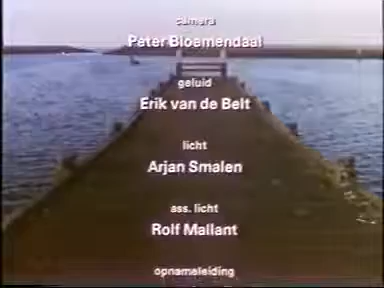 camera
Peter Bloemendaal
geluid
Erik van de Belt
licht
Arjan Smalen
ass. licht
Rolf Mallant
opnameleiding